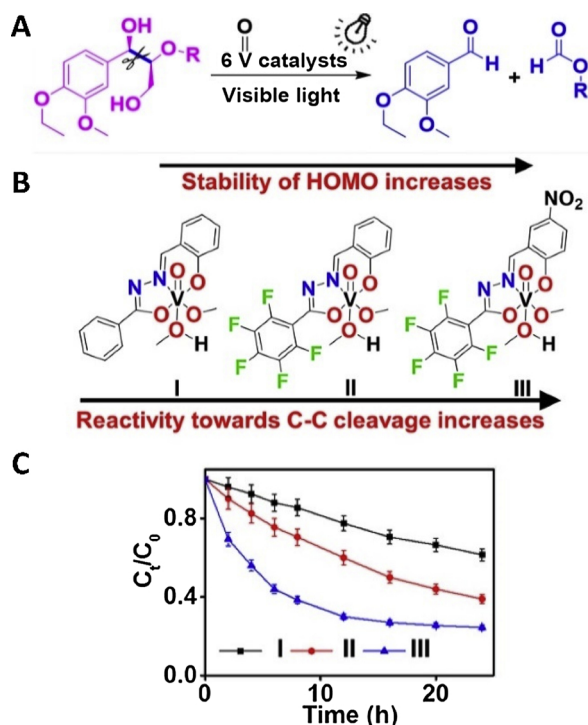 A
OH
O
R
HO
O
O
O
6 V catalysts
Visible light
O
H
O
O
+
O
H
O
R
Stability of HOMO increases
B
NO2
N
N
O
O
V
O
O
O
H
I
N
N
O
O
V
O
O
O
H
F
F
F
F
F
II
N
N
O
O
V
O
O
O
H
F
F
F
F
F
III
Reactivity towards C-C cleavage increases
C
Ct/C0
0.8
0.4
0.0
I II III
0 10 20
Time (h)